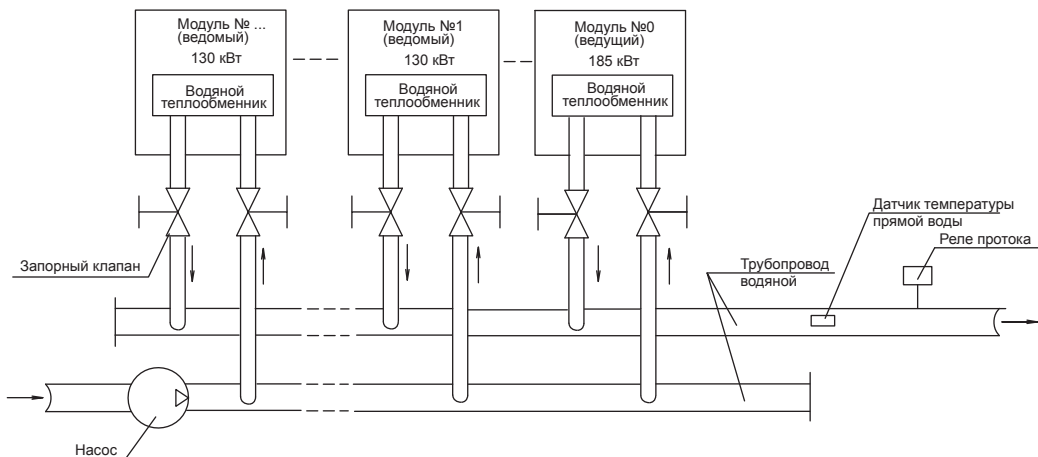 Модуль № ...
(ведомый)
130 кВт
Водяной
теплообменник
Модуль №1
(ведомый)
130 кВт
Водяной
теплообменник
Модуль №0
(ведущий)
185 кВт
Водяной
теплообменник
Датчик температуры
прямой воды
Реле протока
Запорный клапан
Трубопровод
водяной
Насос